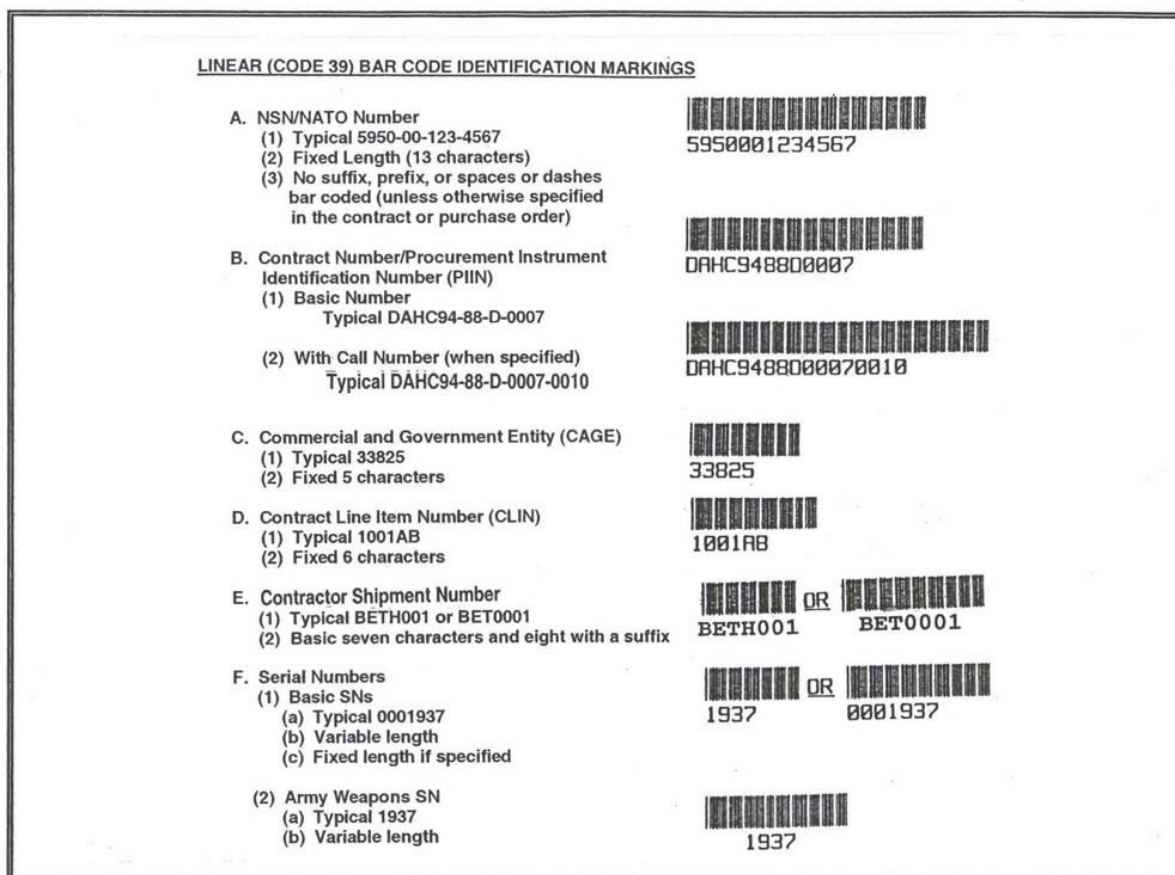 LINEAR (CODE 39) BAR CODE IDENTIFICATION MARKINGS
A. NSN/NATO Number
(1) Typical 5950-00-123-4567
(2) Fixed Length (13 characters)
(3) No suffix, prefix, or spaces or dashes
bar coded (unless otherwise specified
in the contract or purchase order)
5950001234567
B. Contract Number/Procurement Instrument
Identification Number (PIIN)
(1) Basic Number
Typical DAHC94-88-D-0007
DAHC9488D0007
(2) With Call Number (when specified)
Typical DAHC94-88-D-0007-0010
DAHC9488D00070010
C. Commercial and Government Entity (CAGE)
(1) Typical 33825
(2) Fixed 5 characters
33825
D. Contract Line Item Number (CLIN)
(1) Typical 1001AB
(2) Fixed 6 characters
1001AB
E. Contractor Shipment Number
(1) Typical BETH001 or BET0001
(2) Basic seven characters and eight with a suffix
OR
BETH001 BET0001
F. Serial Numbers
(1) Basic SNs
(a) Typical 0001937
(b) Variable length
(c) Fixed length if specified
OR
1937 0001937
(2) Army Weapons SN
(a) Typical 1937
(b) Variable length
1937